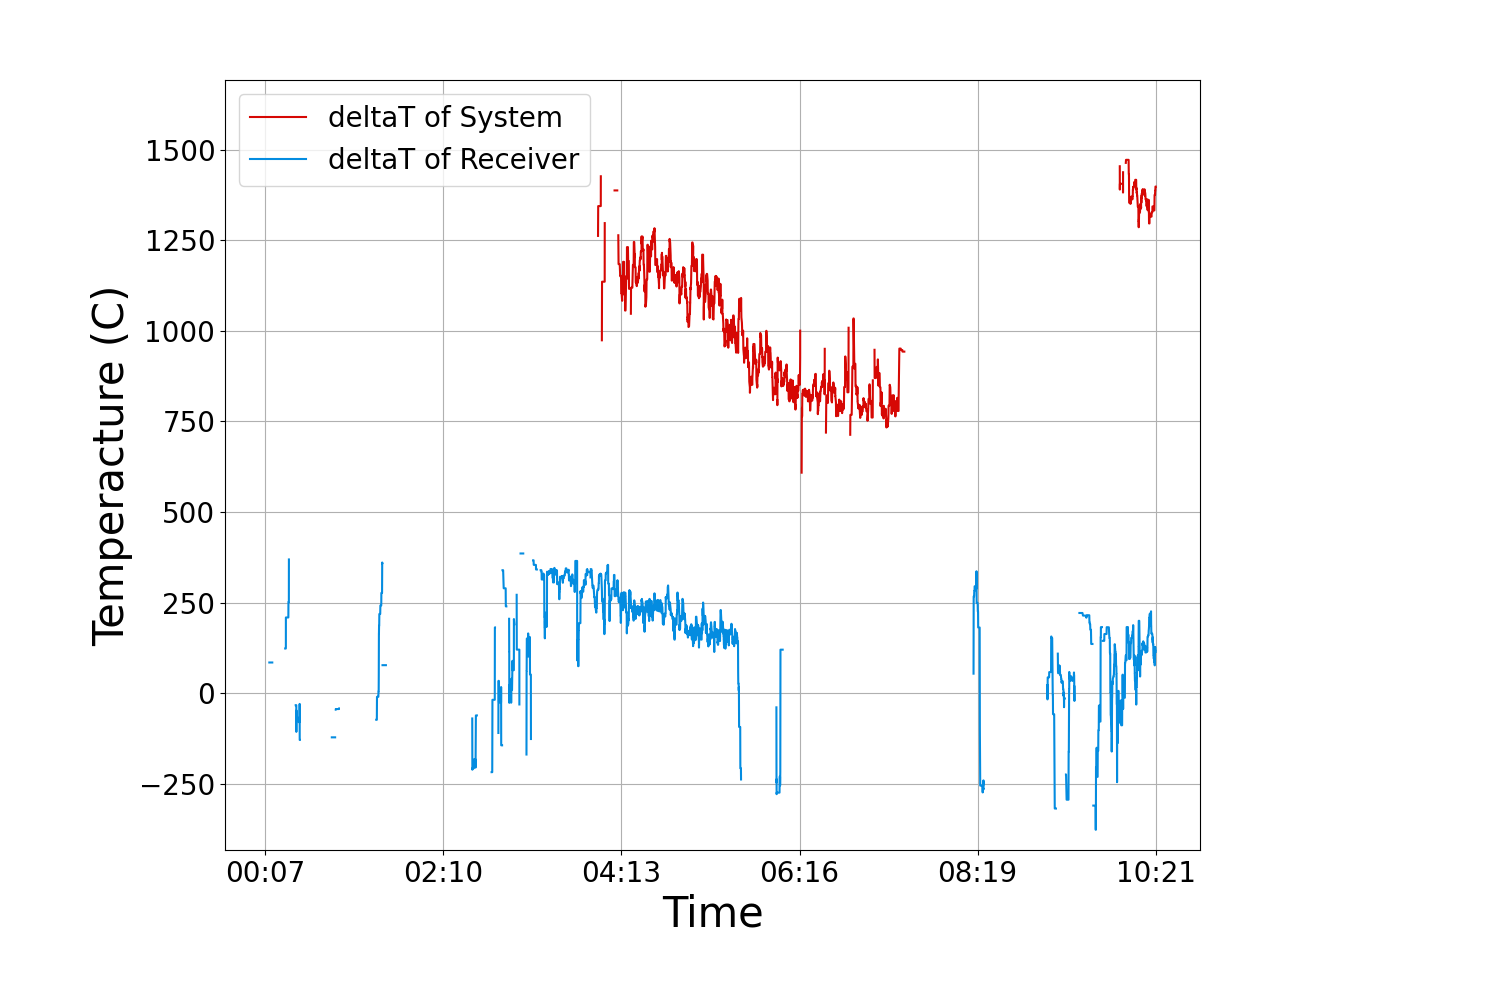 deltaT of System
deltaT of Receiver
Temperacture (C)
1500
1250
1000
750
500
250
0
−250
00:07 02:10 04:13 06:16 08:19 10:21
Time